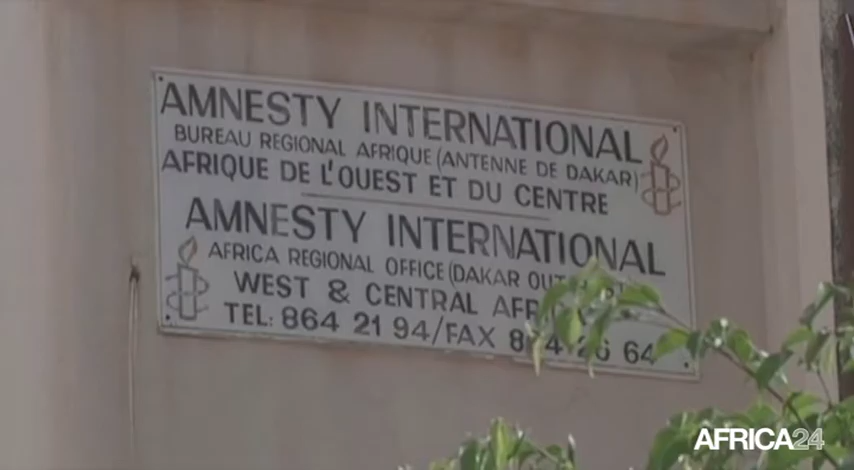 AMNESTY INTERNATIONAL
BUREAU REGIONAL AFRIQUE (ANTENNE DE DAKAR)
AFRIQUE DE L'OUEST ET DU CENTRE
AMNESTY INTERNATIONAL
AFRICA REGIONAL OFFICE (DAKAR
WEST & CENTRAL
TEL: 864 21 94/FAX 64
AFRICA24